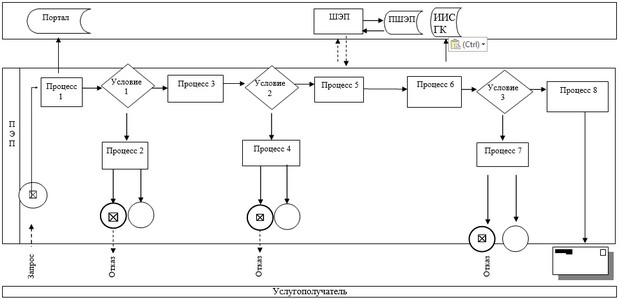 Портал
ШЭП
ПШЭП
ИИС
ГК
(Ctrl)
ПЭП
Процесс 1
Условие 1
Процесс 3
Условие 2
Процесс 5
Процесс 6
Условие 3
Процесс 8
Процесс 2
Процесс 4
Процесс 7
Запрос
Отказ
Отказ
Отказ
Услугополучатель